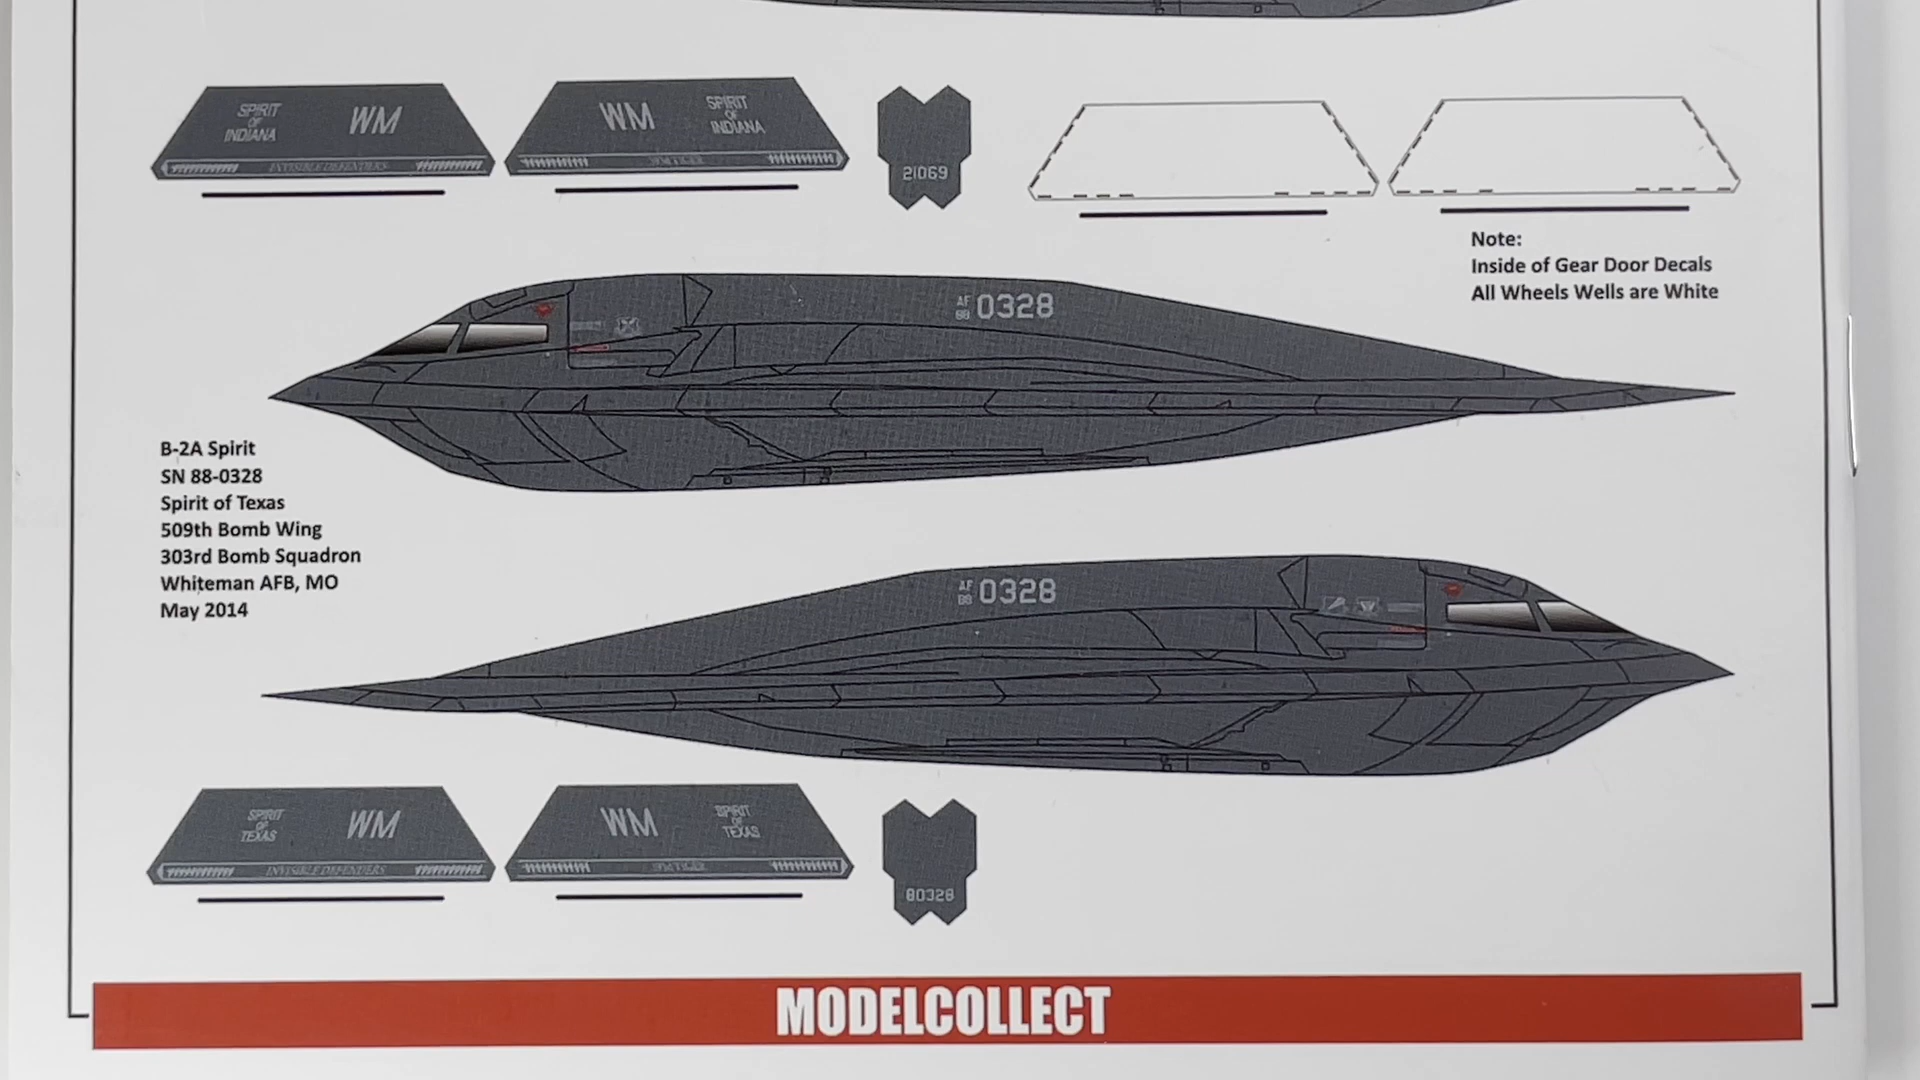 SPIRIT
OF
INDIANA
WM
INVISIBLE DEFENDERS
WM
SPIRIT
OF
INDIANA
21069
Note:
Inside of Gear Door Decals
All Wheels Wells are White
AF
88
0328
B-2A Spirit
SN 88-0328
Spirit of Texas
509th Bomb Wing
303rd Bomb Squadron
Whiteman AFB, MO
May 2014
AF
88
0328
SPIRIT
OF
TEXAS
WM
INVISIBLE DEFENDERS
WM
SPIRIT
OF
TEXAS
80328
MODELCOLLECT